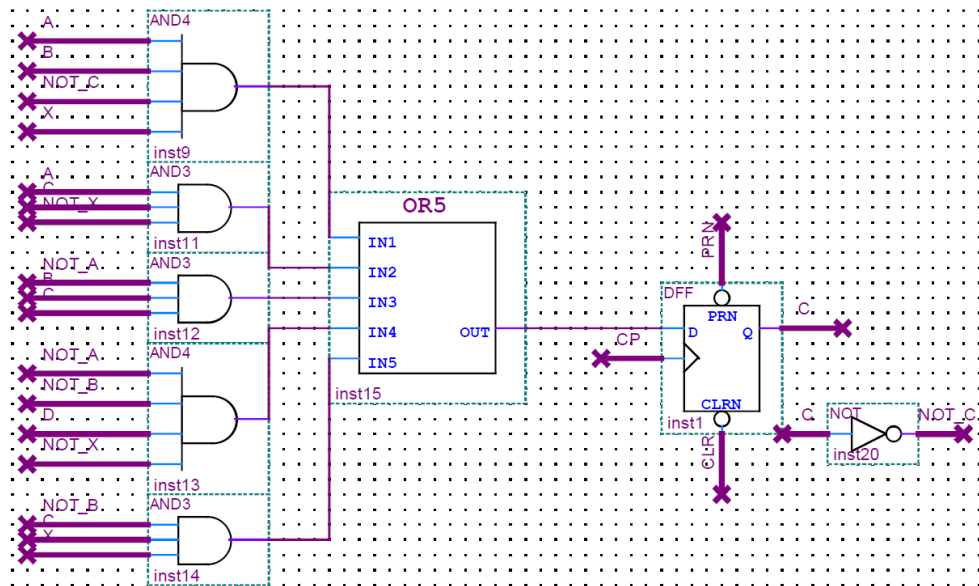 A
AND4
B
NOT_C
X
inst9
AND3
A
C
NOT_X
inst11
AND3
NOT_A
B
C
inst12
AND4
NOT_A
NOT_B
D
NOT_X
inst13
AND3
NOT_B
C
X
inst14
OR5
IN1
IN2
IN3
IN4
IN5
OUT
inst15
PRN
DFF
PRN
D
Q
CP
C
CLRN
inst1
CLR
C
NOT
NOT_C
inst20